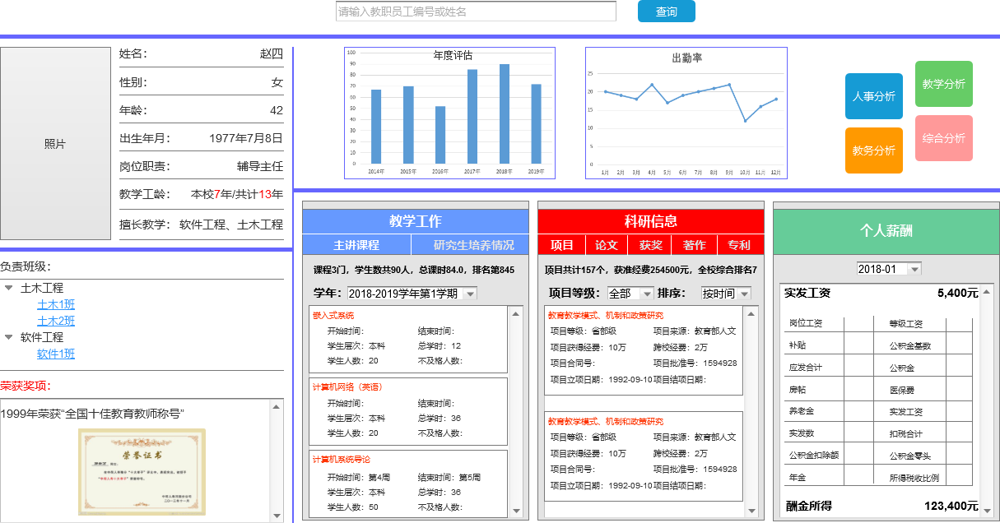 请输入教职员工编号或姓名
查询
照片
姓名： 赵四
性别： 女
年龄： 42
出生年月： 1977年7月8日
岗位职责： 辅导主任
教学工龄： 本校7年/共计13年
擅长教学： 软件工程、土木工程
年度评估
100
90
80
70
60
50
40
30
20
10
0
2014年 2015年 2016年 2017年 2018年 2019年
出勤率
25
20
15
10
5
0
1月 2月 3月 4月 5月 6月 7月 8月 9月 10月 11月 12月
人事分析
教学分析
教务分析
综合分析
负责班级：
土木工程
土木1班
土木2班
软件工程
软件1班
荣获奖项：
1999年荣获“全国十佳教育教师称号”
荣誉证书
教学工作
主讲课程 研究生培养情况
课程3门，学生数共90人，总课时84.0，排名第845
学年： 2018-2019学年第1学期
嵌入式系统
开始时间： 结束时间：
学生层次：本科 总学时：12
学生人数：20 不及格人数：
计算机网络（英语）
开始时间： 结束时间：
学生层次：本科 总学时：36
学生人数：20 不及格人数：
计算机系统导论
开始时间：第4周 结束时间：第5周
学生层次：本科 总学时：36
学生人数：50 不及格人数：
科研信息
项目 论文 获奖 著作 专利
项目共计157个，获准经费254500元，全校综合排名7
项目等级： 全部 排序： 按时间
教育教学模式、机制和政策研究
项目等级：省部级 项目来源：教育部人文
项目获得经费：10万 跨校经费：2万
项目合同号： 项目批准号：1594928
项目立项日期：1992-09-10 项目结项日期：
教育教学模式、机制和政策研究
项目等级：省部级 项目来源：教育部人文
项目获得经费：10万 跨校经费：2万
项目合同号： 项目批准号：1594928
项目立项日期：1992-09-10 项目结项日期：
个人薪酬
2018-01
实发工资 5,400元
岗位工资 等级工资
补贴 公积金基数
应发合计 公积金
房帖 医保费
养老金 实发工资
实发数 扣税合计
公积金扣除额 公积金零头
年金 所得税收比例
酬金所得 123,400元